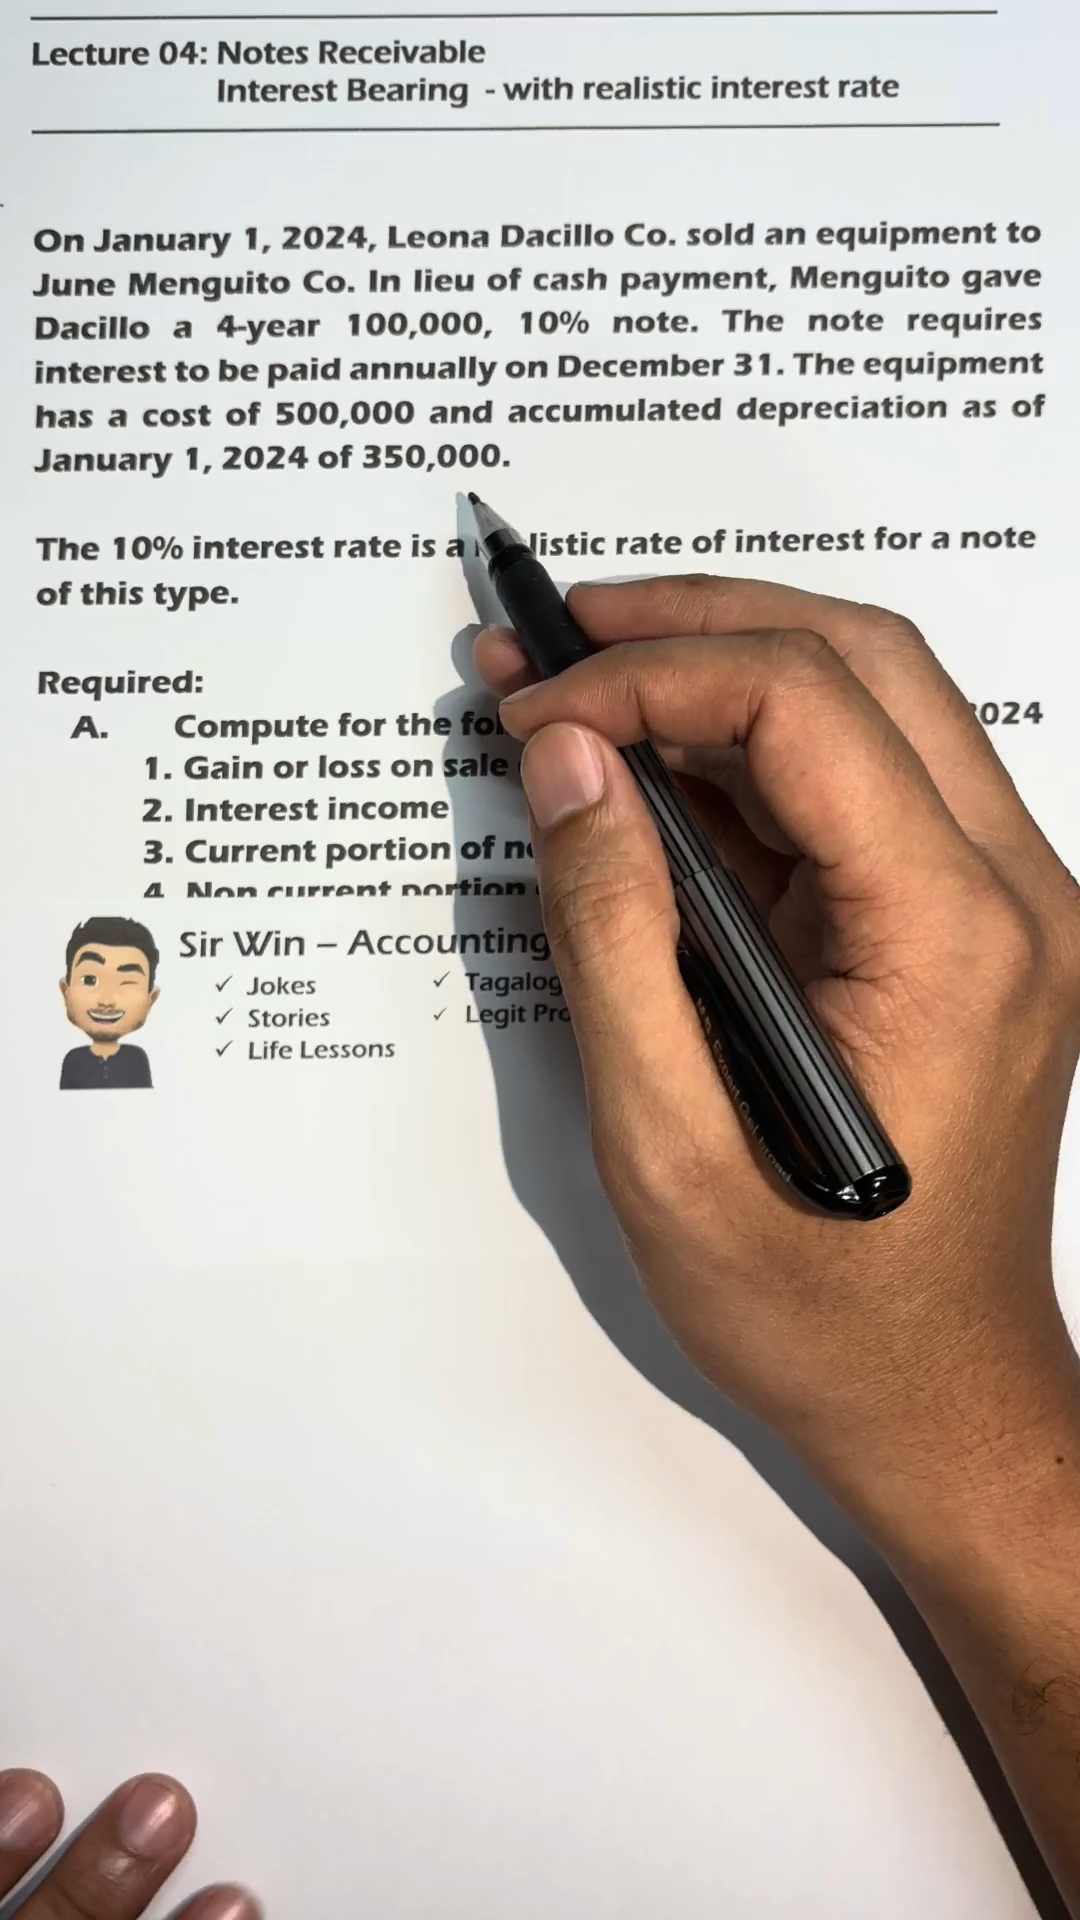 Lecture 04: Notes Receivable
Interest Bearing - with realistic interest rate
On January 1, 2024, Leona Dacillo Co. sold an equipment to
June Menguito Co. In lieu of cash payment, Menguito gave
Dacillo a 4-year 100,000, 10% note. The note requires
interest to be paid annually on December 31. The equipment
has a cost of 500,000 and accumulated depreciation as of
January 1, 2024 of 350,000.
The 10% interest rate is a listic rate of interest for a note
of this type.
Required:
A. Compute for the 2024
1. Gain or loss on sale
2. Interest income
3. Current portion of
4 Non current portion
Sir Win – Accounting
✓ Jokes ✓ Tagalog
✓ Stories ✓ Legit
✓ Life Lessons